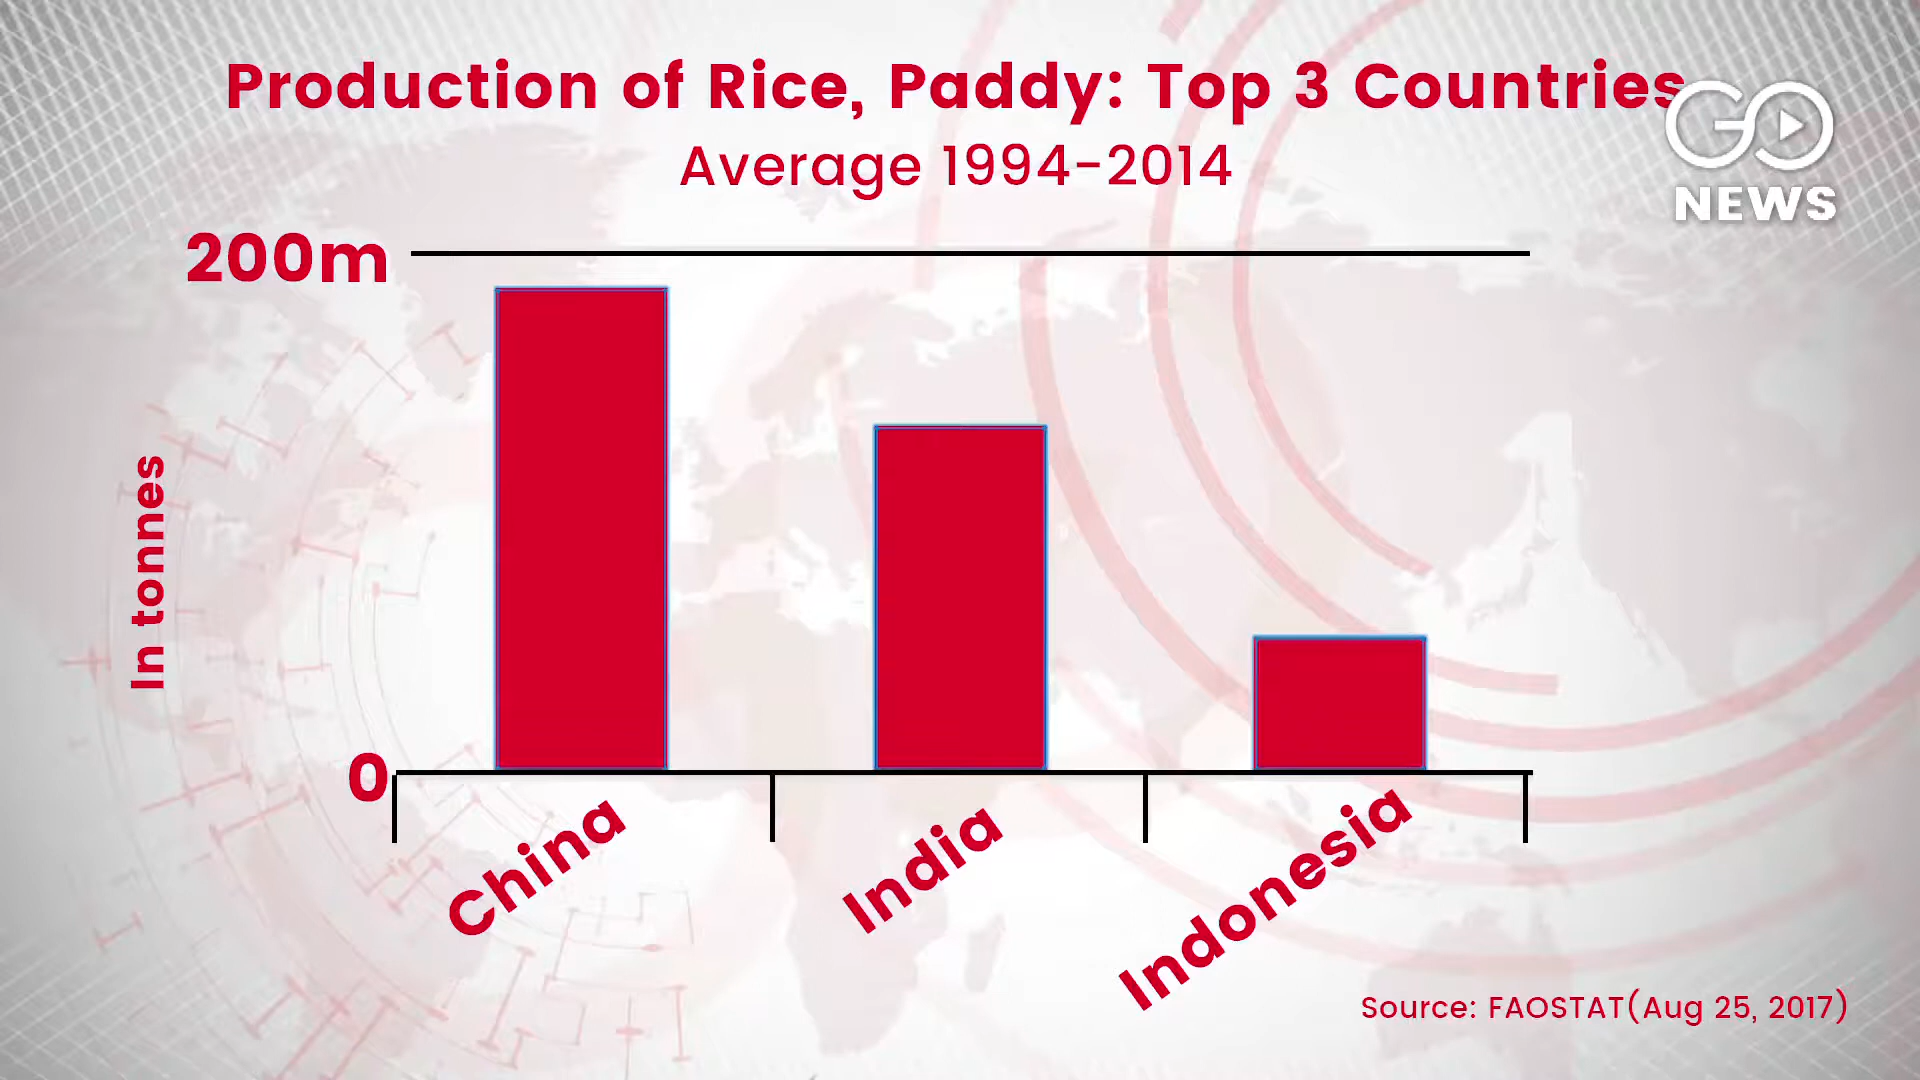 Production of Rice, Paddy: Top 3 Countries
GO
NEWS
Average 1994-2014
200m
In tonnes
0
China
India
Indonesia
Source: FAOSTAT(Aug 25, 2017)